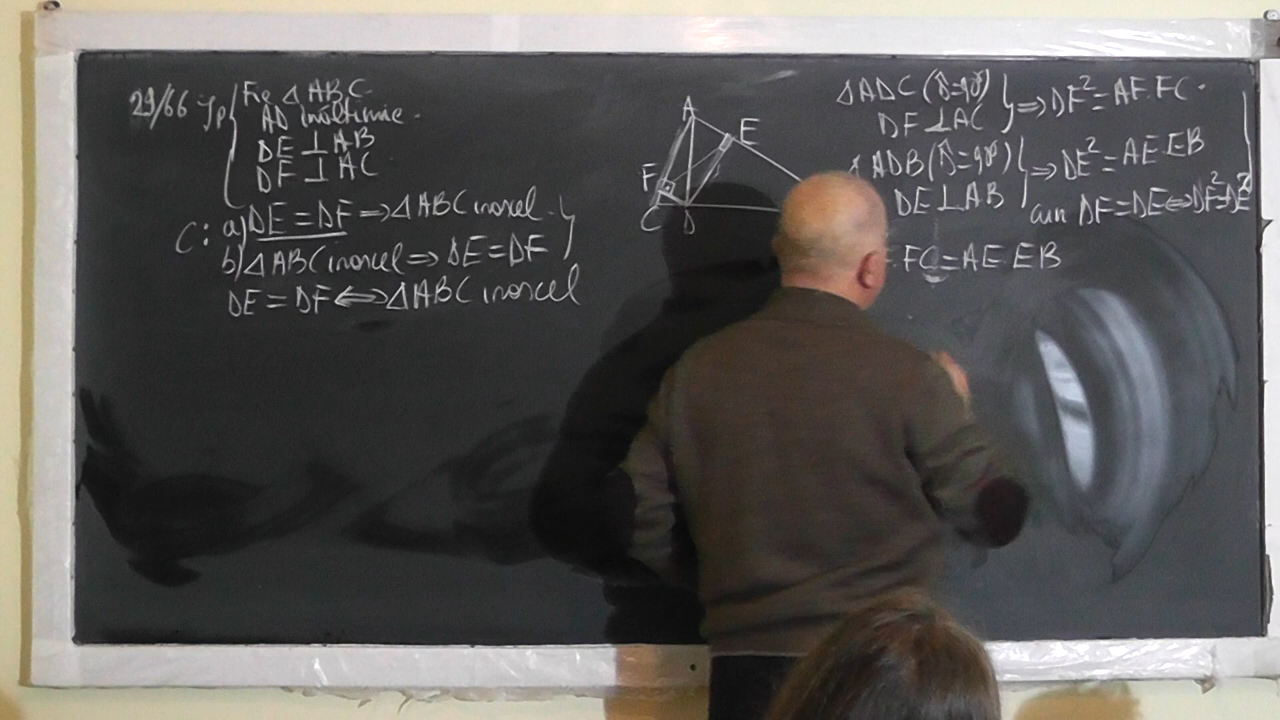 29/66 Jp Fie △ABC
AD înălțime.
DE ⊥ AB
DF ⊥ AC
C: a) DE = DF ⇒ △ABC isoscel.
b) △ABC isoscel ⇒ DE = DF
DE = DF ⇔ △ABC isoscel
A
E
F
C
D
△ADC (D=90°)
DF ⊥ AC
⇒ DF² = AF·FC.
△ADB (D=90°)
DE ⊥ AB
⇒ DE² = AE·EB
cum DF=DE ⇔ DF²=DE²
FC = AE·EB